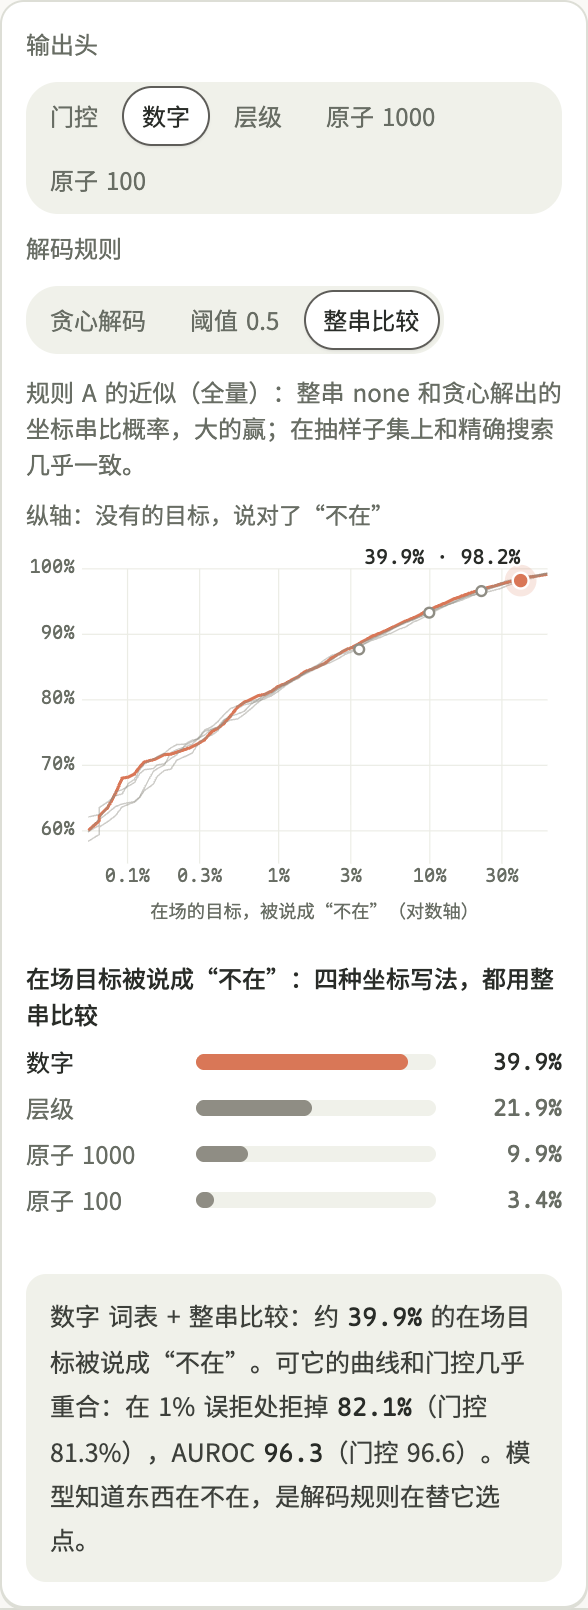 输出头
门控 数字 层级 原子 1000
原子 100
解码规则
贪心解码 阈值 0.5 整串比较
规则 A 的近似（全量）：整串 none 和贪心解出的
坐标串比概率，大的赢；在抽样子集上和精确搜索
几乎一致。
纵轴：没有的目标，说对了“不在”
39.9% · 98.2%
100%
90%
80%
70%
60%
0.1% 0.3% 1% 3% 10% 30%
在场的目标，被说成“不在”（对数轴）
在场目标被说成“不在”：四种坐标写法，都用整
串比较
数字 39.9%
层级 21.9%
原子 1000 9.9%
原子 100 3.4%
数字 词表 + 整串比较：约 39.9% 的在场目
标被说成“不在”。可它的曲线和门控几乎
重合：在 1% 误拒处拒掉 82.1%（门控
81.3%），AUROC 96.3（门控 96.6）。模
型知道东西在不在，是解码规则在替它选
点。